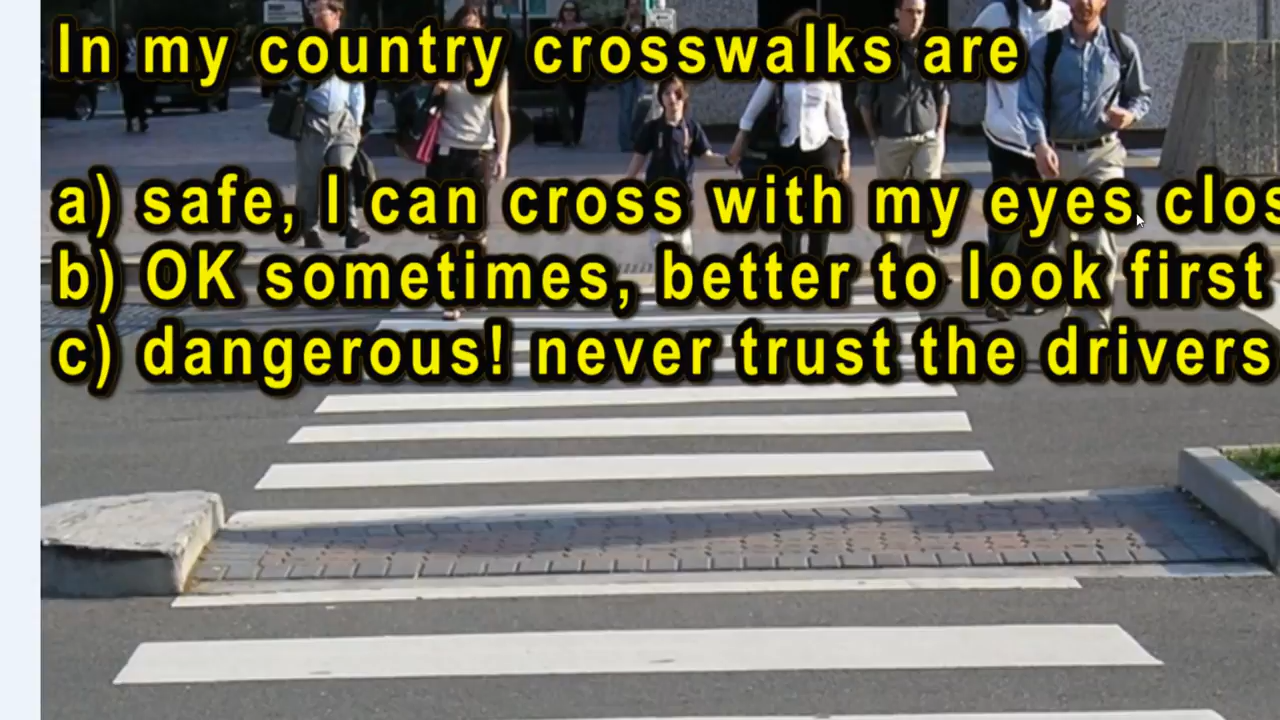 In my country crosswalks are
a) safe, I can cross with my eyes
b) OK sometimes, better to look first
c) dangerous! never trust the drivers